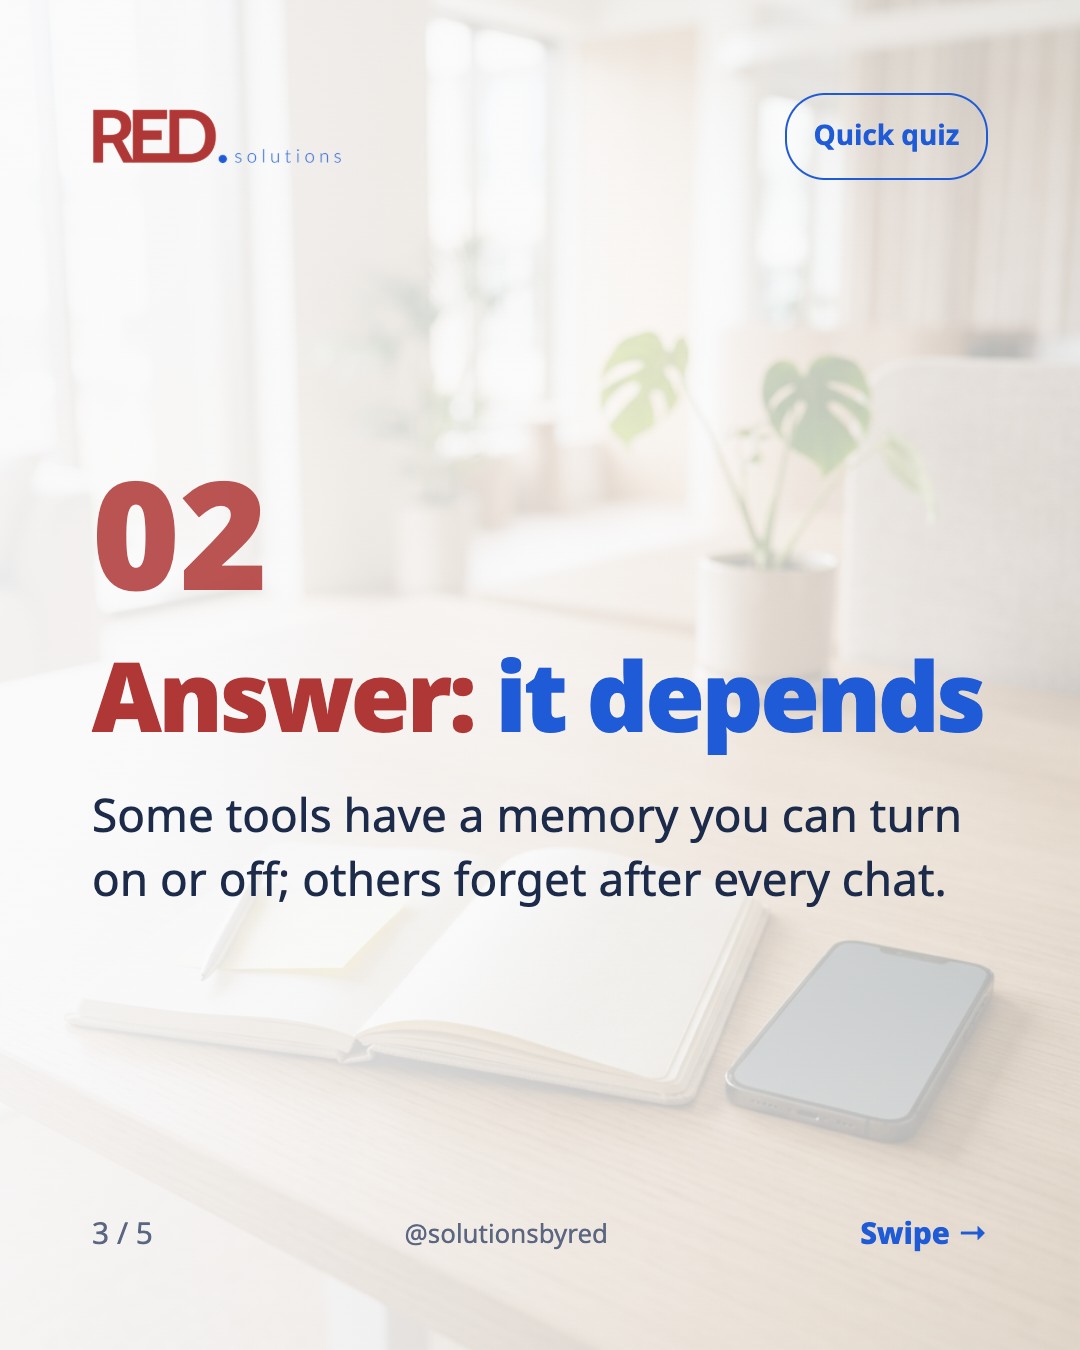 RED.solutions
Quick quiz
02
Answer: it depends
Some tools have a memory you can turn
on or off; others forget after every chat.
3 / 5
@solutionsbyred
Swipe →